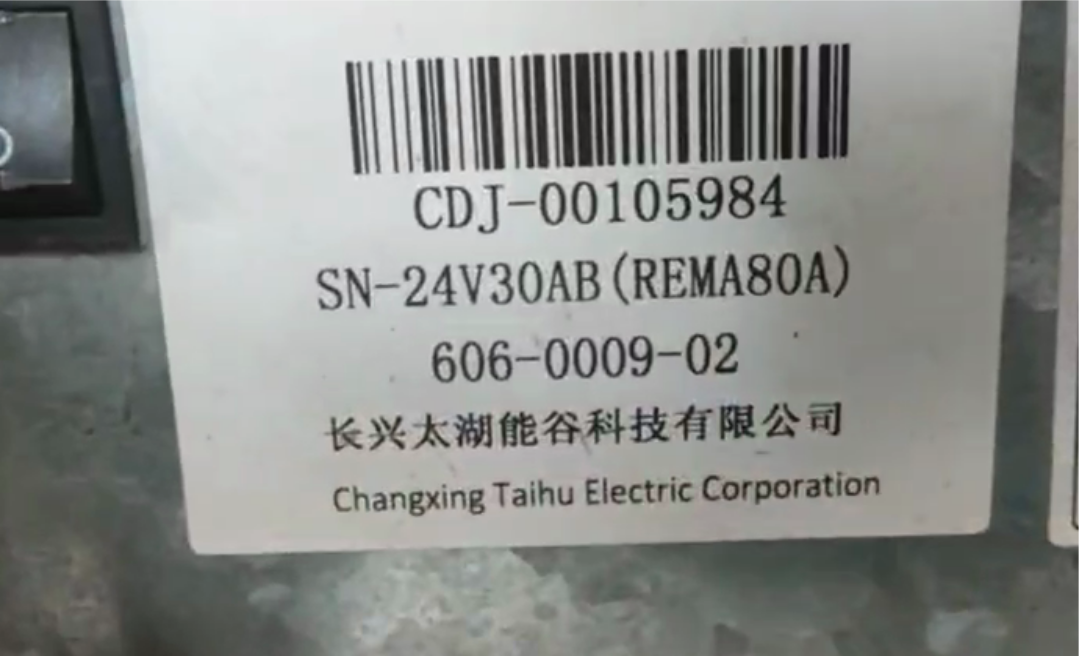 CDJ-00105984
SN-24V30AB(REMA80A)
606-0009-02
长兴太湖能谷科技有限公司
Changxing Taihu Electric Corporation